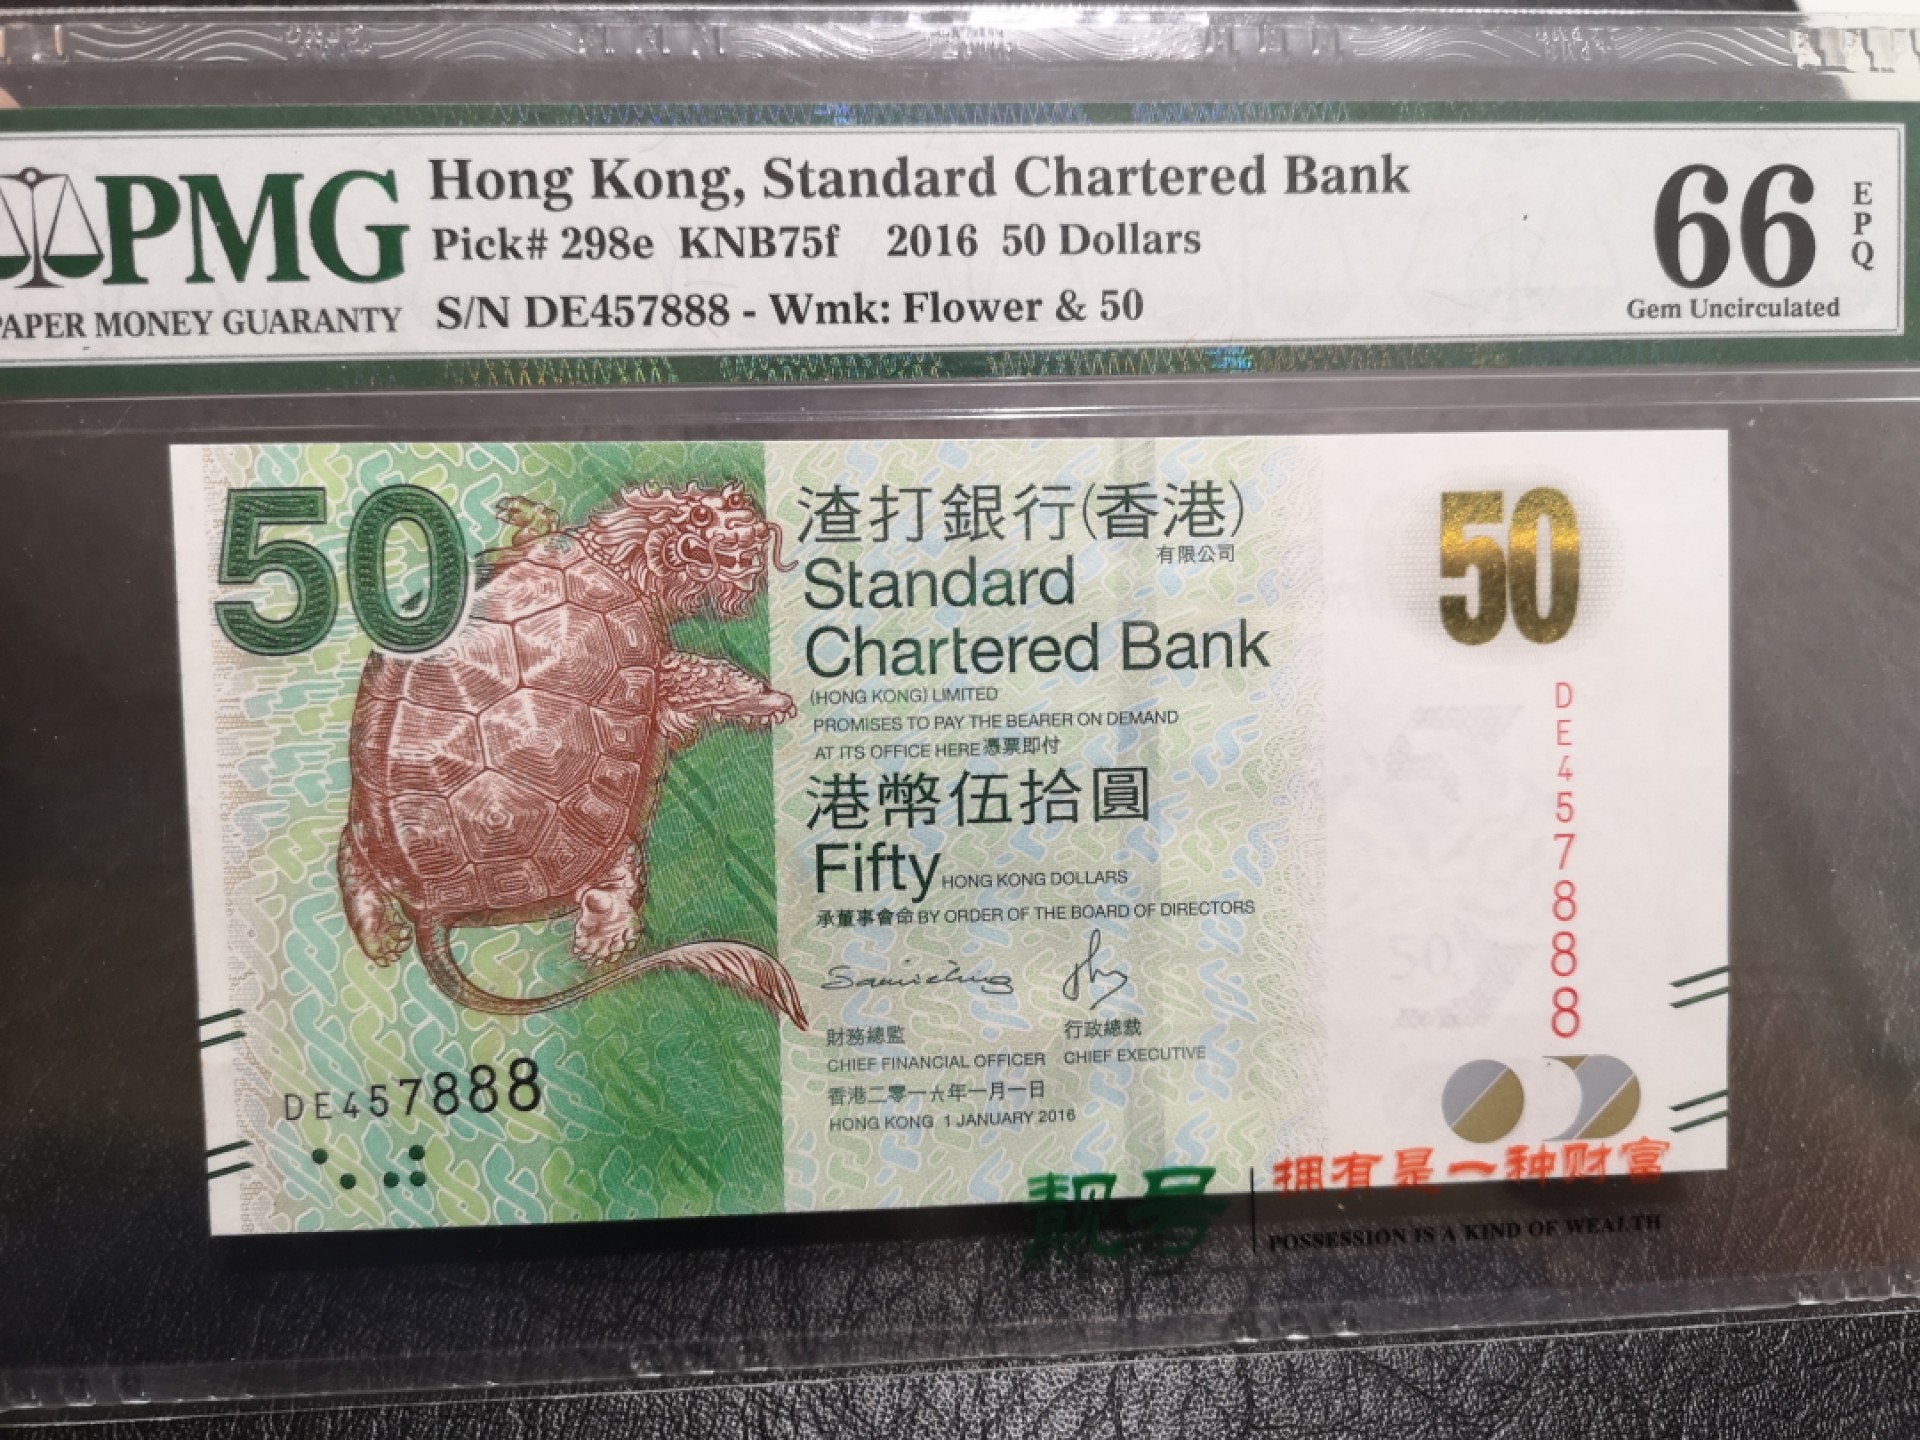 PMG
PAPER MONEY GUARANTY
Hong Kong, Standard Chartered Bank
Pick# 298e KNB75f 2016 50 Dollars
S/N DE457888 - Wmk: Flower & 50
66
EPQ
Gem Uncirculated
50
渣打銀行(香港)
有限公司
Standard
Chartered Bank
(HONG KONG) LIMITED
PROMISES TO PAY THE BEARER ON DEMAND
AT ITS OFFICE HERE 憑票即付
港幣伍拾圓
Fifty HONG KONG DOLLARS
承董事會命 BY ORDER OF THE BOARD OF DIRECTORS
財務總監 行政總裁
CHIEF FINANCIAL OFFICER CHIEF EXECUTIVE
香港二零一六年一月一日
HONG KONG 1 JANUARY 2016
50
DE457888
50
DE457888
靓号
拥有是一种财富
POSSESSION IS A KIND OF WEALTH